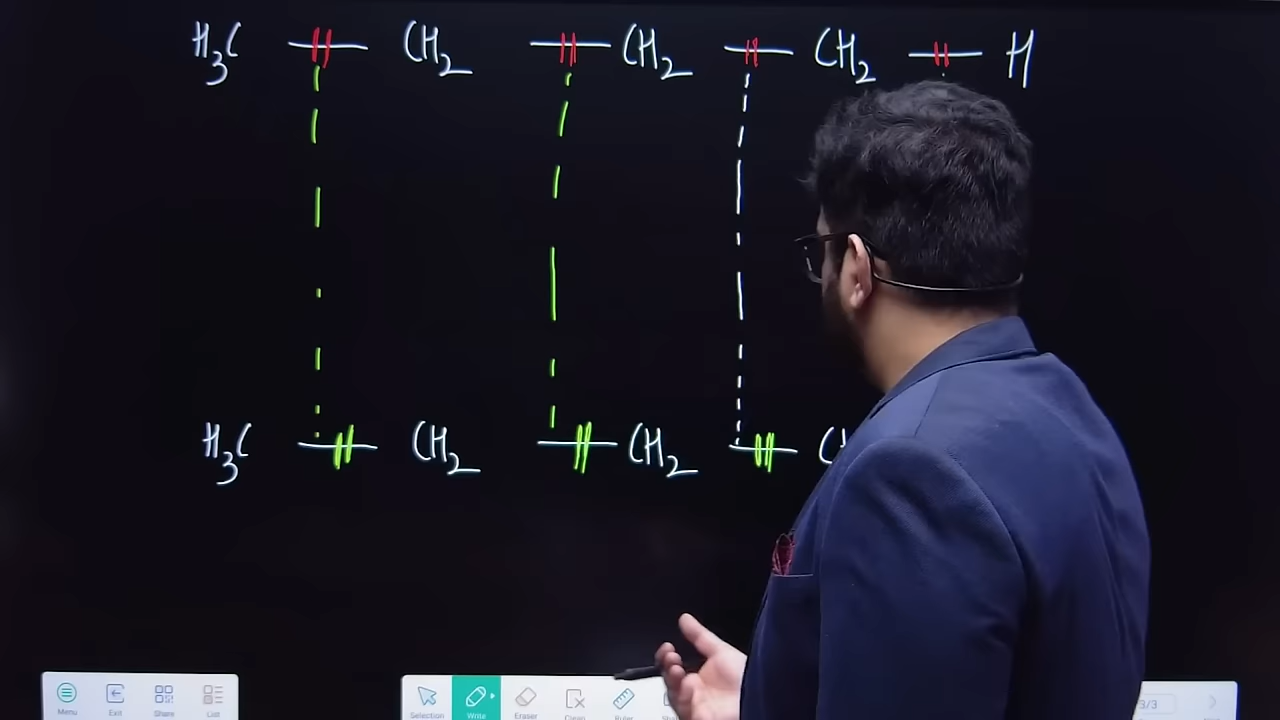 H₃C — CH₂ — CH₂ — CH₂ — H
H₃C — CH₂ — CH₂ —
Menu Exit Share List Selection Write Eraser Clean Ruler 3/3